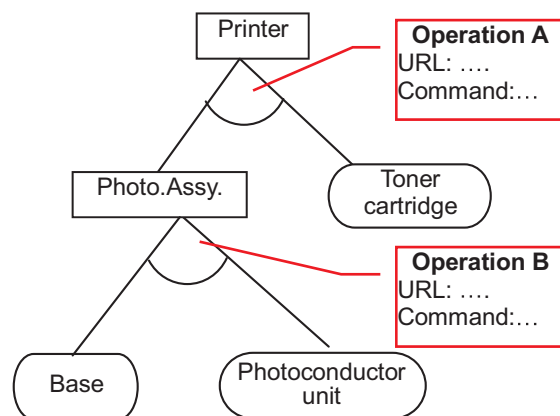 Printer
Operation A
URL: ....
Command:...
Photo.Assy.
Toner
cartridge
Operation B
URL: ....
Command:...
Base
Photoconductor
unit